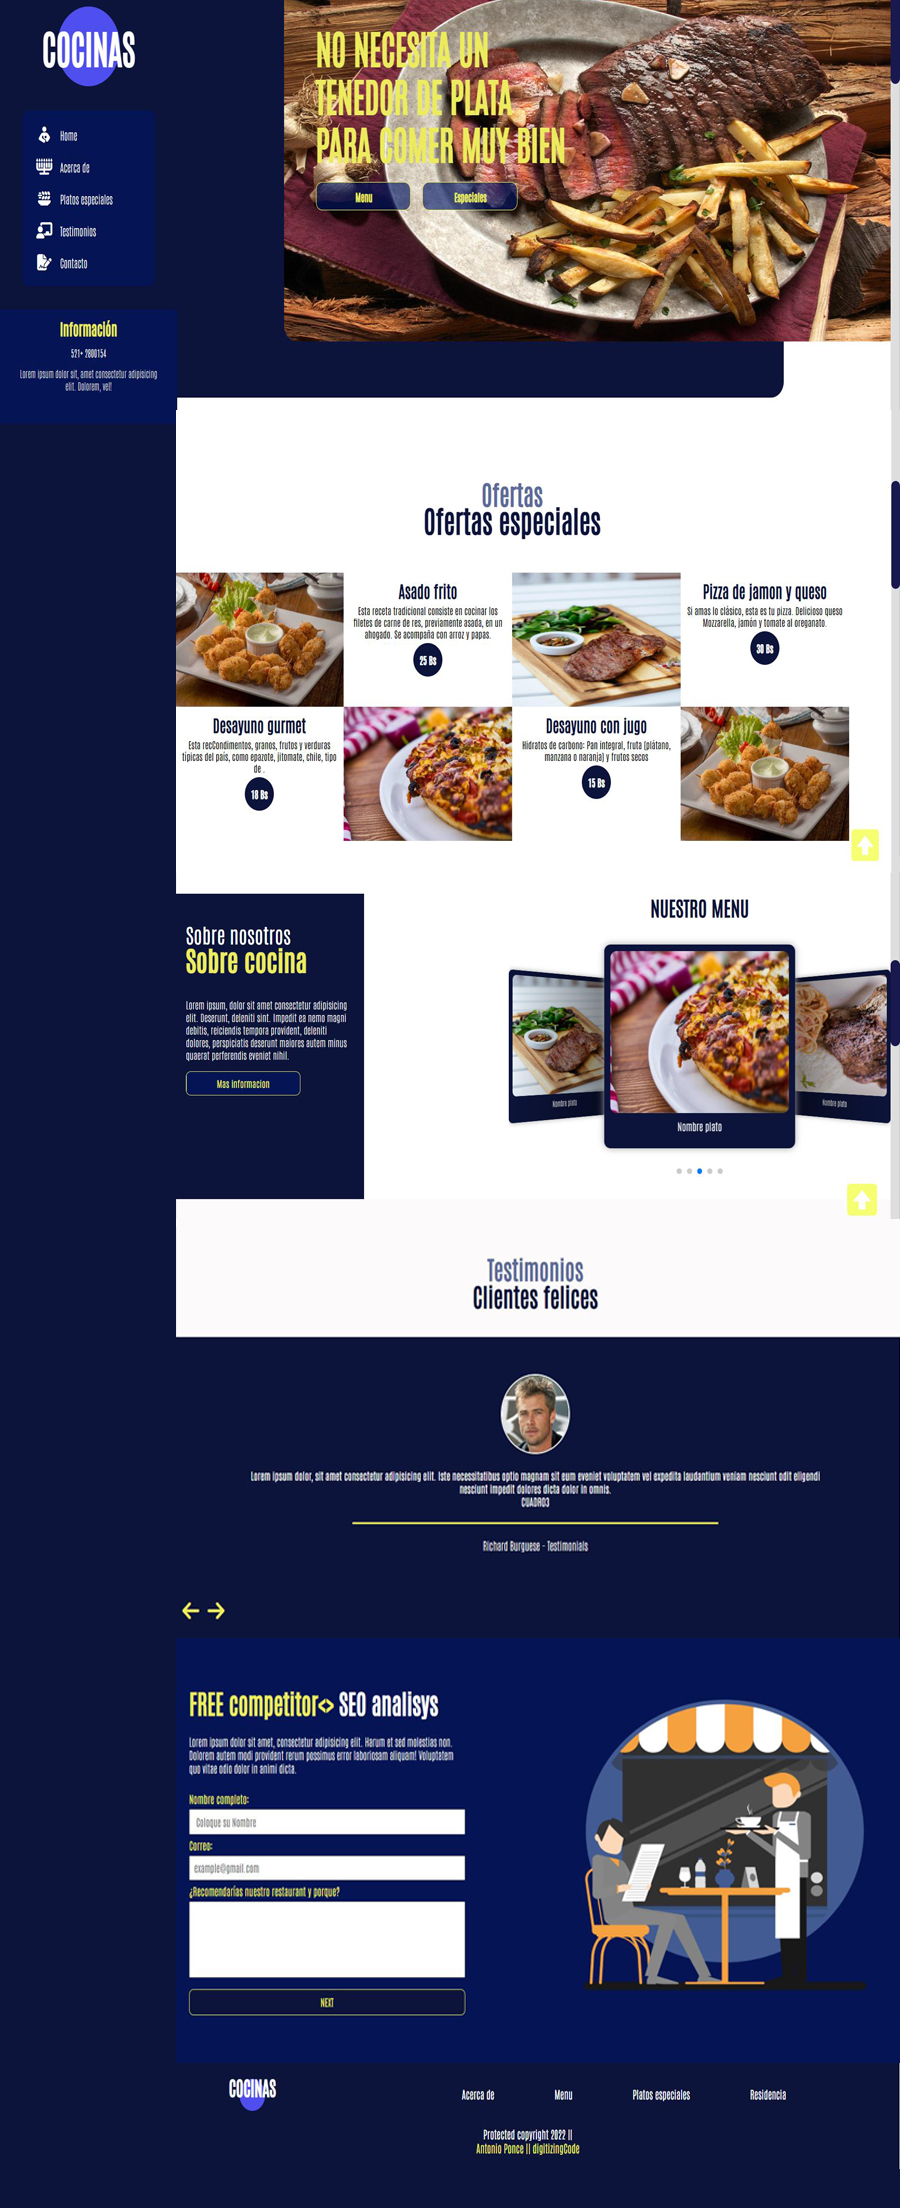 COCINAS
Home
Acerca de
Platos especiales
Testimonios
Contacto
Información
521+ 2800154
Lorem ipsum dolor sit, amet consectetur adipisicing
elit. Dolorem, vel!
NO NECESITA UN
TENEDOR DE PLATA
PARA COMER MUY BIEN
Menu
Especiales
Ofertas
Ofertas especiales
Asado frito
Esta receta tradicional consiste en cocinar los
filetes de carne de res, previamente asada, en un
ahogado. Se acompaña con arroz y papas.
25 Bs
Pizza de jamon y queso
Si amas lo clásico, esta es tu pizza. Delicioso queso
Mozzarella, jamón y tomate al oreganato.
30 Bs
Desayuno gurmet
Esta recCondimentos, granos, frutos y verduras
típicas del país, como epazote, jitomate, chile, tipo
de .
18 Bs
Desayuno con jugo
Hidratos de carbono: Pan integral, fruta (plátano,
manzana o naranja) y frutos secos
15 Bs
Sobre nosotros
Sobre cocina
Lorem ipsum, dolor sit amet consectetur adipisicing
elit. Deserunt, deleniti sint. Impedit ea nemo magni
debitis, reiciendis tempora provident, deleniti
dolores, perspiciatis deserunt maiores autem minus
quaerat perferendis eveniet nihil.
Mas informacion
NUESTRO MENU
Nombre plato
Nombre plato
Nombre plato
Testimonios
Clientes felices
Lorem ipsum dolor, sit amet consectetur adipisicing elit. Iste necessitatibus optio magnam sit eum eveniet voluptatem vel expedita laudantium veniam nesciunt odit eligendi
nesciunt impedit dolores dicta dolor in omnis.
CUADRO3
Richard Burguese - Testimonials
FREE competitor<> SEO analisys
Lorem ipsum dolor sit amet, consectetur adipisicing elit. Harum et sed molestias non.
Dolorem autem modi provident rerum possimus error laboriosam aliquam! Voluptatem
quo vitae odio dolor in animi dicta.
Nombre completo:
Coloque su Nombre
Correo:
example@gmail.com
¿Recomendarias nuestro restaurant y porque?
NEXT
COCINAS
Acerca de
Menu
Platos especiales
Residencia
Protected copyright 2022 ||
Antonio Ponce || digitizingCode